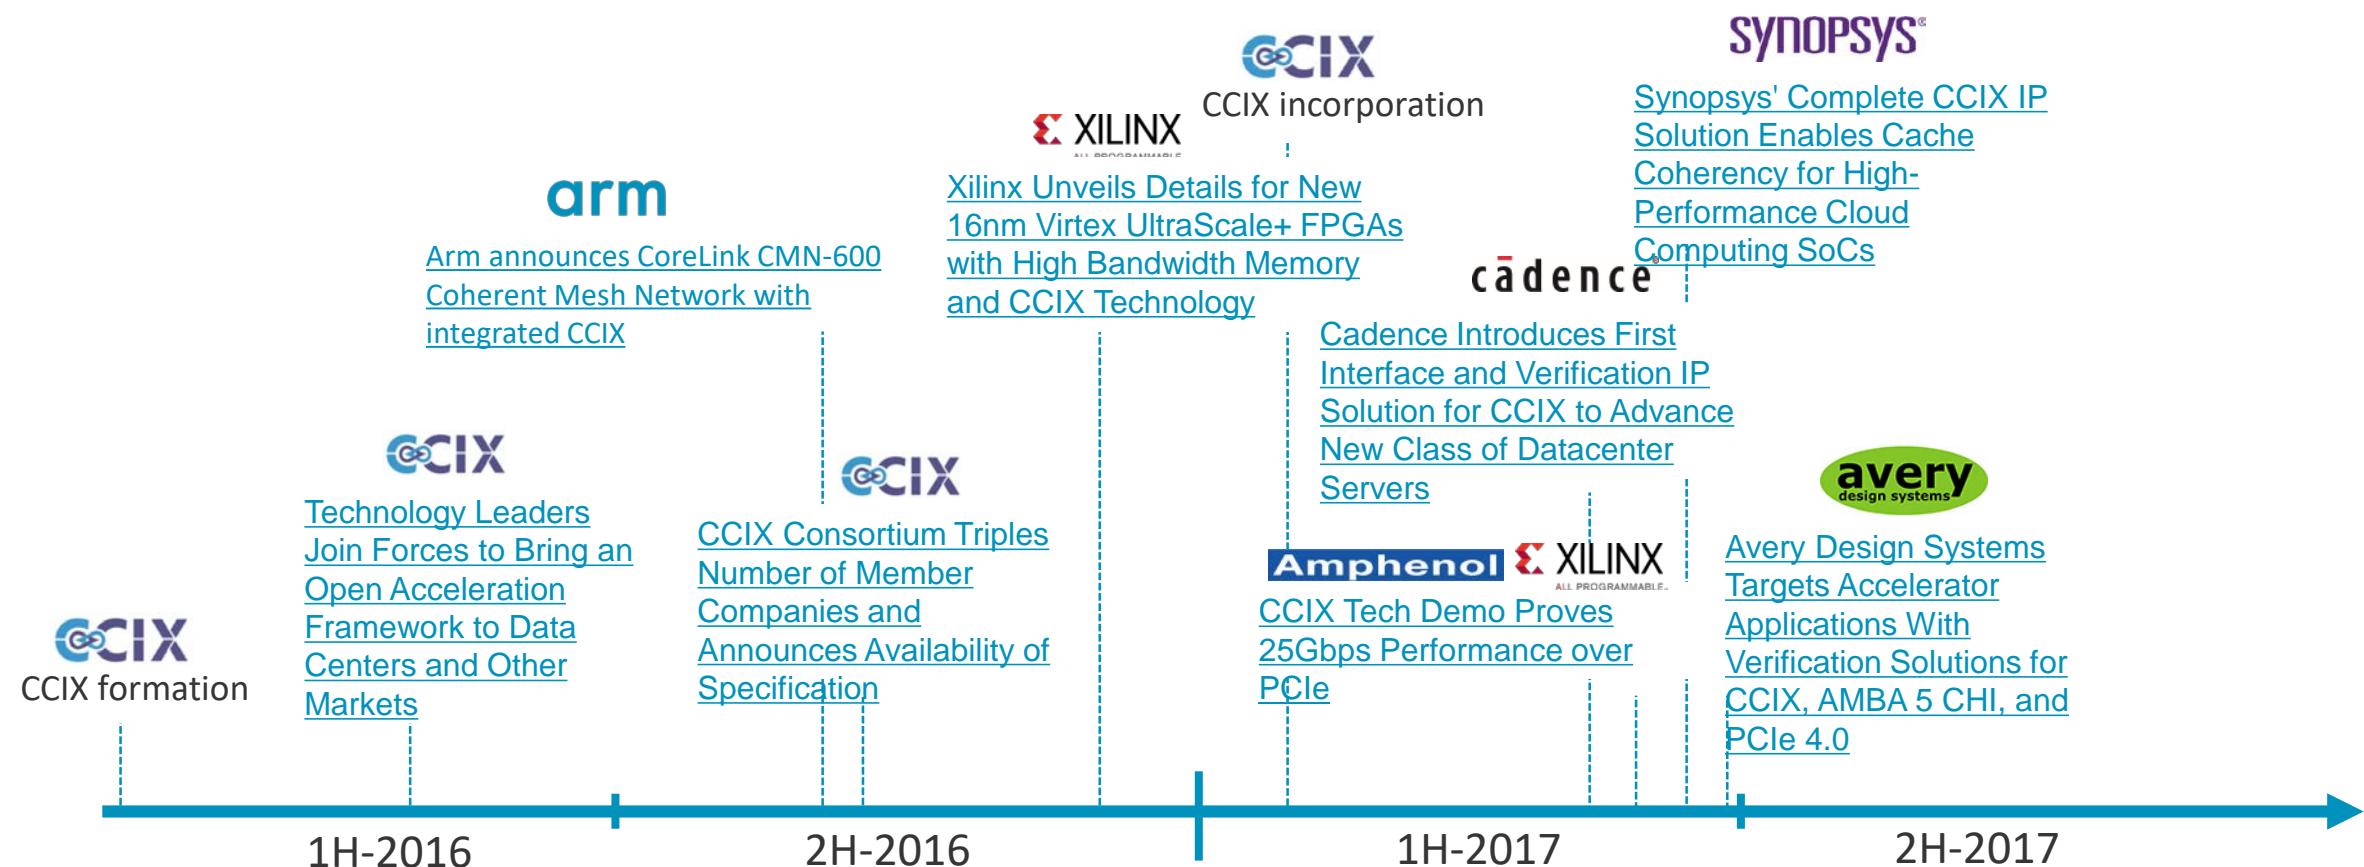 CCIX
CCIX formation
CCIX
Technology Leaders
Join Forces to Bring an
Open Acceleration
Framework to Data
Centers and Other
Markets
arm
Arm announces CoreLink CMN-600
Coherent Mesh Network with
integrated CCIX
CCIX
CCIX Consortium Triples
Number of Member
Companies and
Announces Availability of
Specification
XILINX
ALL PROGRAMMABLE
Xilinx Unveils Details for New
16nm Virtex UltraScale+ FPGAs
with High Bandwidth Memory
and CCIX Technology
CCIX
CCIX incorporation
Amphenol
XILINX
ALL PROGRAMMABLE™
CCIX Tech Demo Proves
25Gbps Performance over
PCIe
cādence®
Cadence Introduces First
Interface and Verification IP
Solution for CCIX to Advance
New Class of Datacenter
Servers
SYNOPSYS®
Synopsys' Complete CCIX IP
Solution Enables Cache
Coherency for High-
Performance Cloud
Computing SoCs
avery
design systems
Avery Design Systems
Targets Accelerator
Applications With
Verification Solutions for
CCIX, AMBA 5 CHI, and
PCIe 4.0
1H-2016
2H-2016
1H-2017
2H-2017